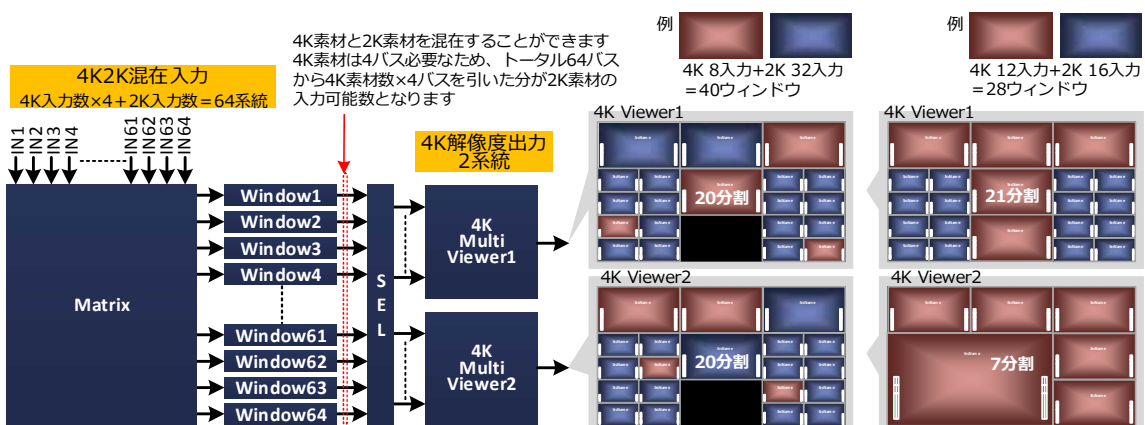 4K素材と2K素材を混在することができます
4K素材は4バス必要なため、トータル64バス
から4K素材数×4バスを引いた分が2K素材の
入力可能数となります
4K2K混在入力
4K入力数×4＋2K入力数＝64系統
IN1
IN2
IN3
IN4
IN61
IN62
IN63
IN64
Matrix
Window1
Window2
Window3
Window4
Window61
Window62
Window63
Window64
SEL
4K解像度出力
2系統
4K
Multi
Viewer1
4K
Multi
Viewer2
例
4K 8入力+2K 32入力
＝40ウィンドウ
4K Viewer1
20分割
4K Viewer2
20分割
例
4K 12入力+2K 16入力
＝28ウィンドウ
4K Viewer1
21分割
4K Viewer2
7分割